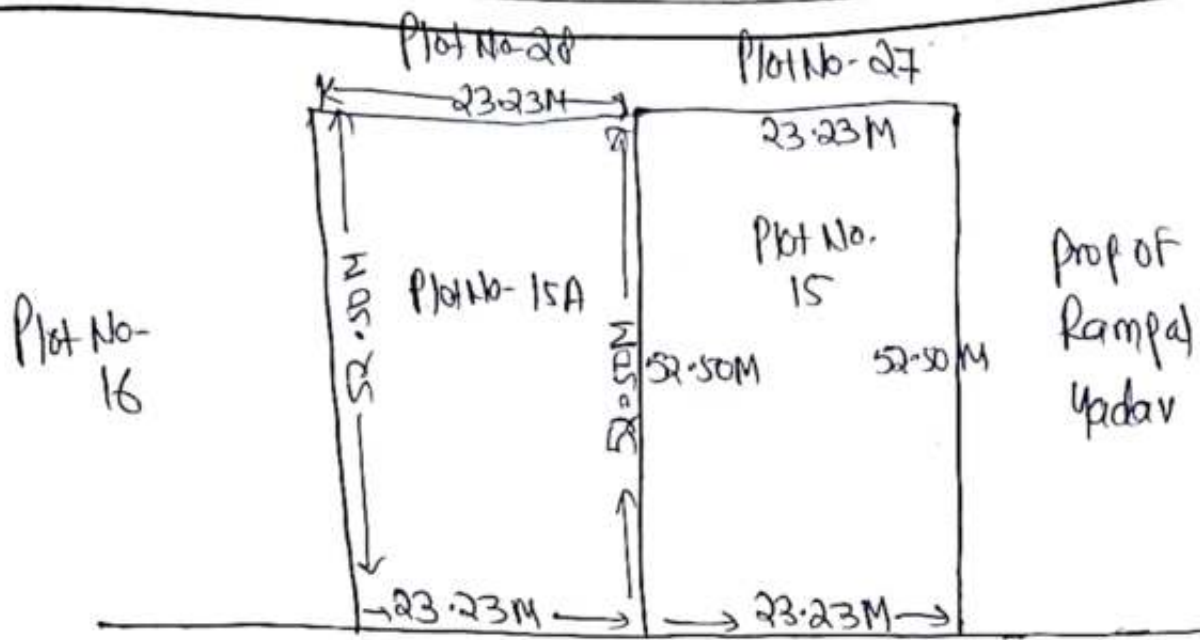 Plot No-28
Plot No-27
23.23M
23.23M
Plot No-
16
52.50M
Plot No-15A
52.50M
Plot No.
15
52.50M
52.50M
Prop of
Rampal
Yadav
23.23M
23.23M